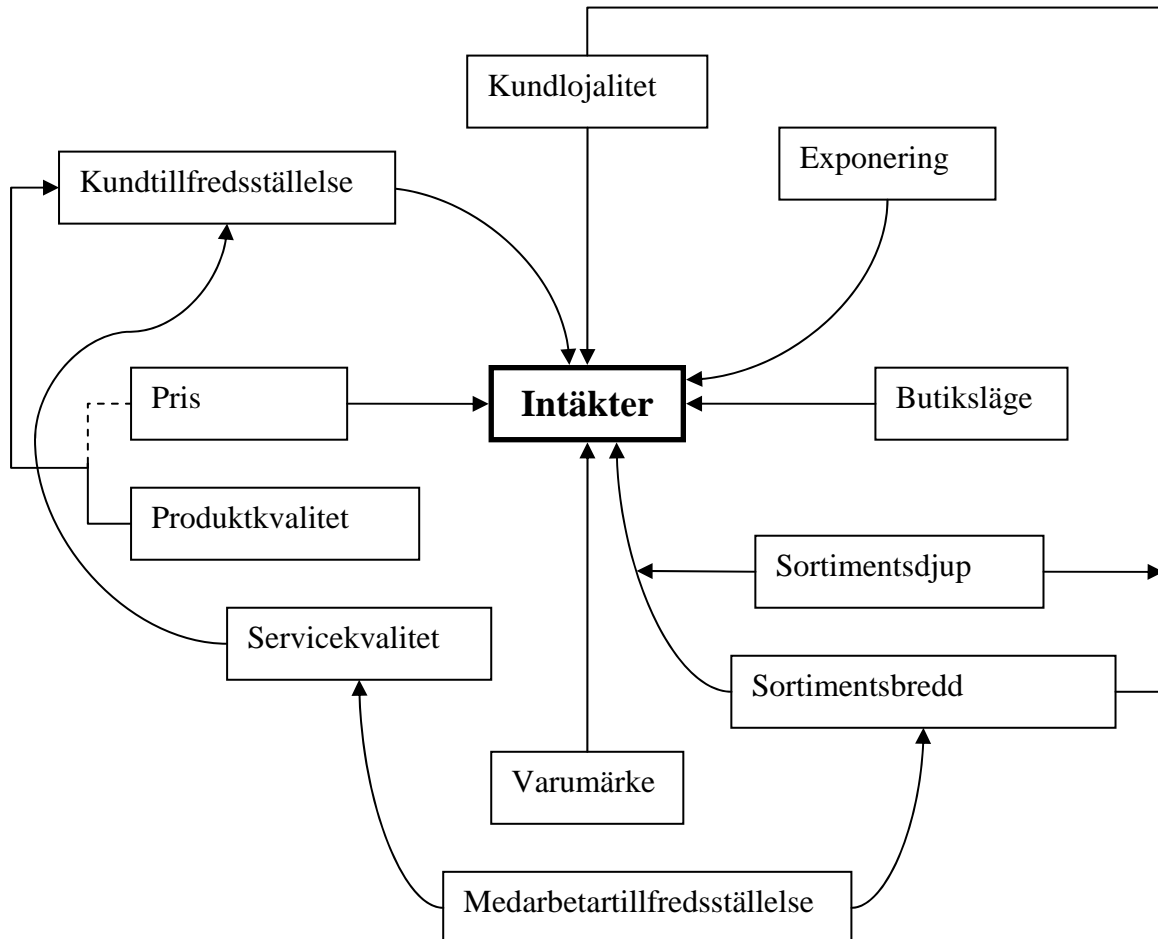 Kundlojalitet
Exponering
Kundtillfredsställelse
Pris
Intäkter
Butiksläge
Produktkvalitet
Sortimentsdjup
Servicekvalitet
Sortimentsbredd
Varumärke
Medarbetartillfredsställelse